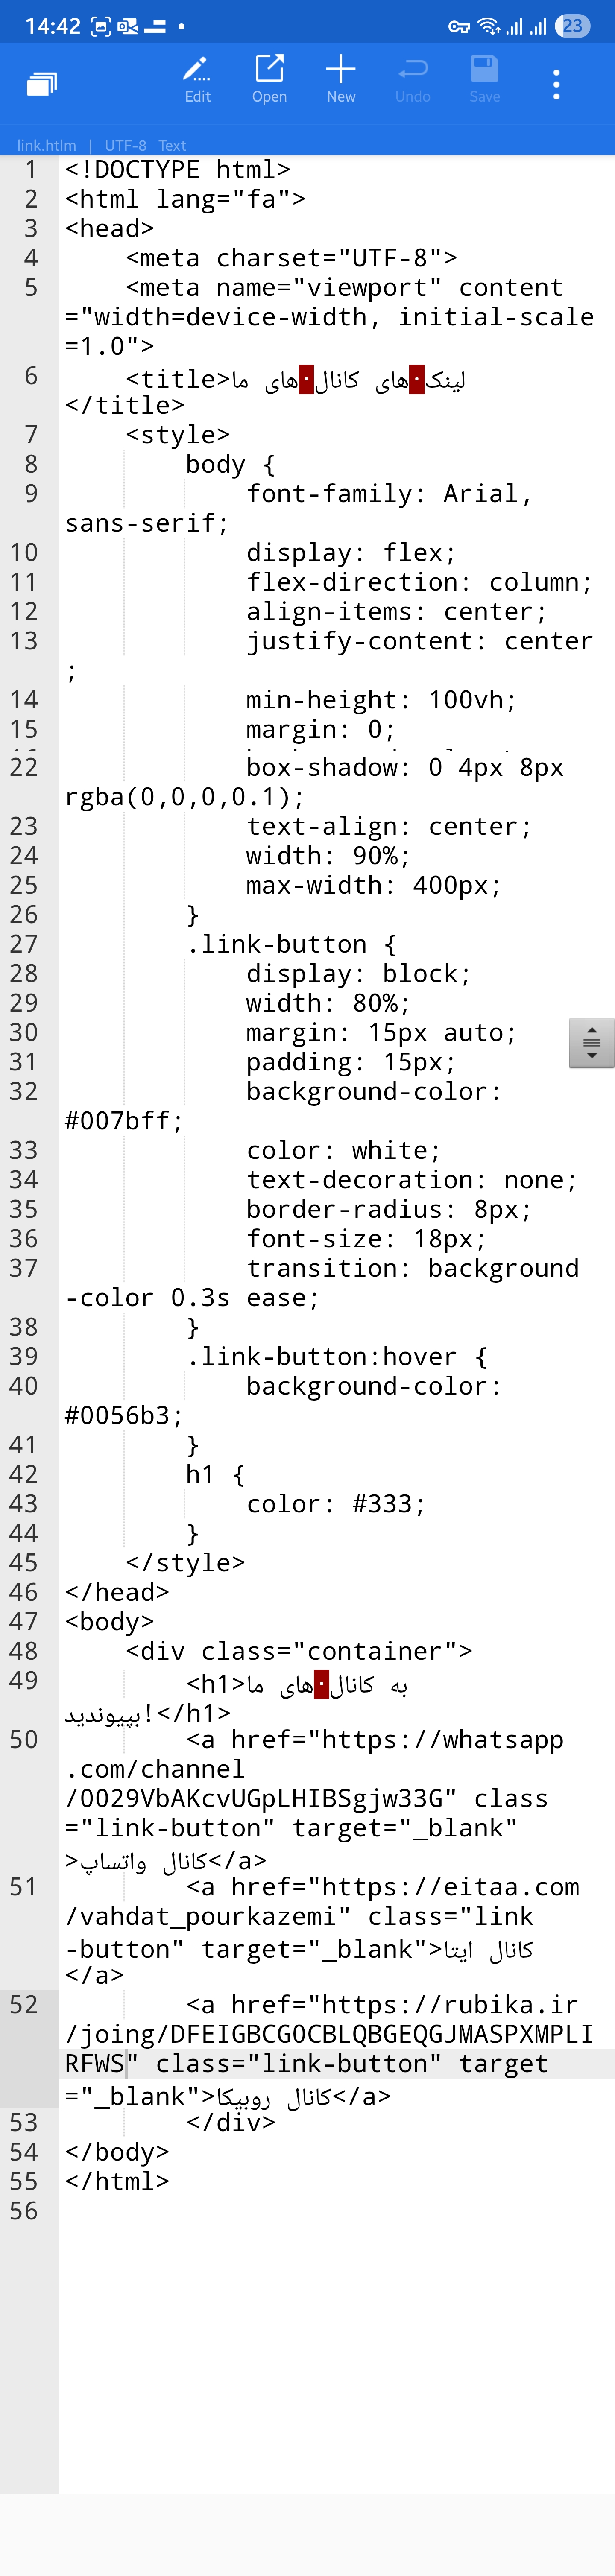 14:42
23
Edit Open New Undo Save
link.htlm | UTF-8 Text
1 <!DOCTYPE html>
2 <html lang="fa">
3 <head>
4 <meta charset="UTF-8">
5 <meta name="viewport" content
="width=device-width, initial-scale
=1.0">
6 <title>لینک‌های کانال‌های ما
</title>
7 <style>
8 body {
9 font-family: Arial,
sans-serif;
10 display: flex;
11 flex-direction: column;
12 align-items: center;
13 justify-content: center
;
14 min-height: 100vh;
15 margin: 0;
22 box-shadow: 0 4px 8px
rgba(0,0,0,0.1);
23 text-align: center;
24 width: 90%;
25 max-width: 400px;
26 }
27 .link-button {
28 display: block;
29 width: 80%;
30 margin: 15px auto;
31 padding: 15px;
32 background-color:
#007bff;
33 color: white;
34 text-decoration: none;
35 border-radius: 8px;
36 font-size: 18px;
37 transition: background
-color 0.3s ease;
38 }
39 .link-button:hover {
40 background-color:
#0056b3;
41 }
42 h1 {
43 color: #333;
44 }
45 </style>
46 </head>
47 <body>
48 <div class="container">
49 <h1>به کانال‌های ما
بپیوندید!</h1>
50 <a href="https://whatsapp
.com/channel
/0029VbAKcvUGpLHIBSgjw33G" class
="link-button" target="_blank"
>کانال واتساپ</a>
51 <a href="https://eitaa.com
/vahdat_pourkazemi" class="link
-button" target="_blank">کانال ایتا
</a>
52 <a href="https://rubika.ir
/joing/DFEIGBCG0CBLQBGEQGJMASPXMPLI
RFWS" class="link-button" target
="_blank">کانال روبیکا</a>
53 </div>
54 </body>
55 </html>
56